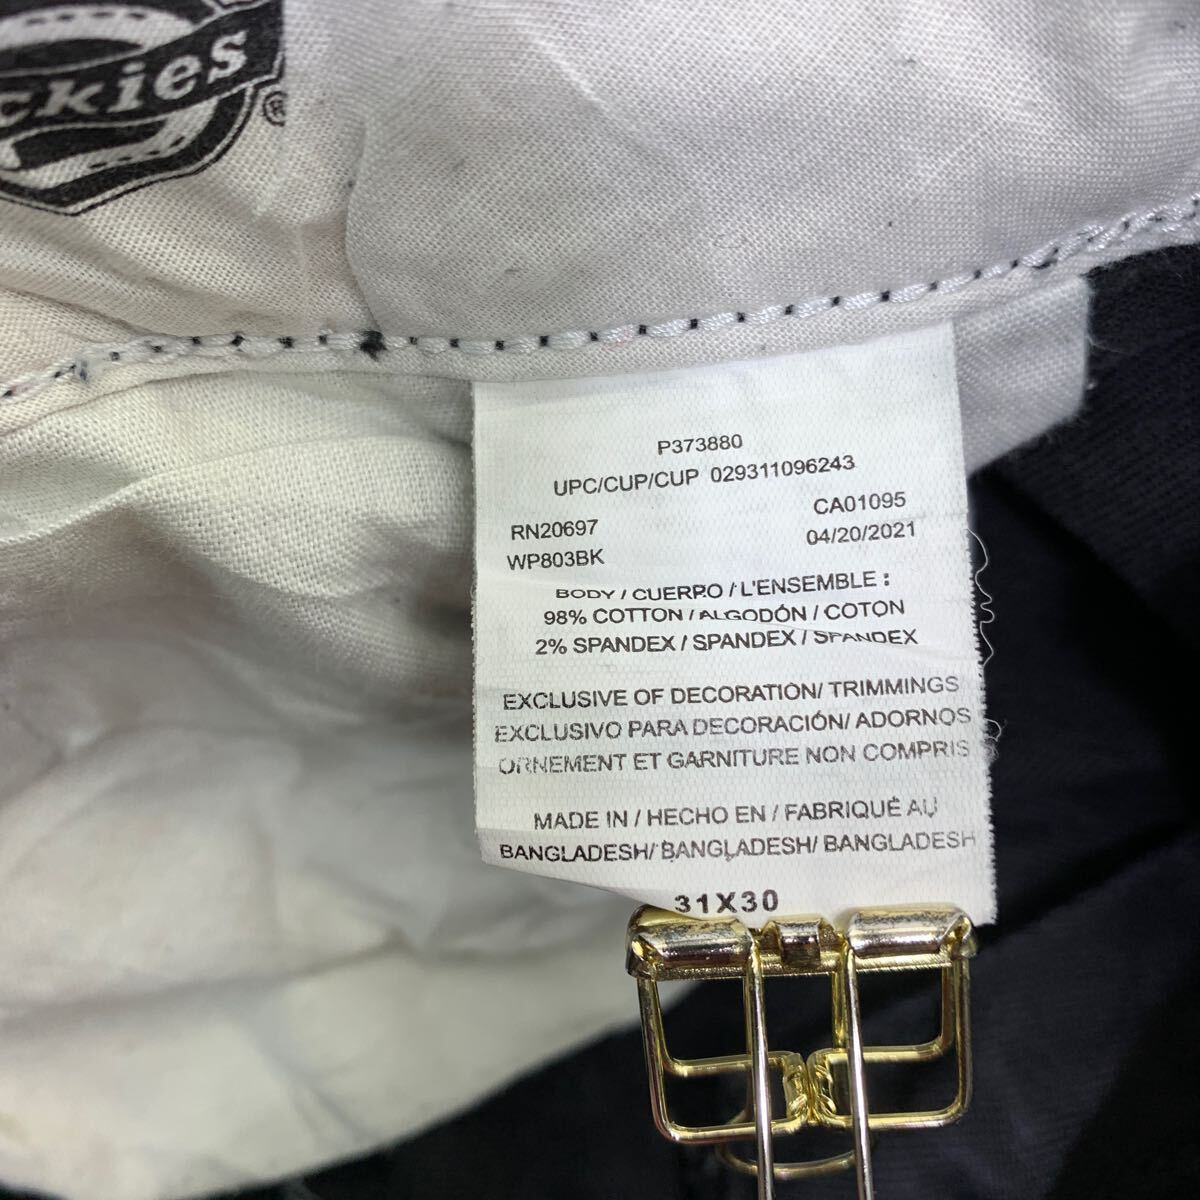 ckies
®
P373880
UPC/CUP/CUP 029311096243
RN20697 CA01095
WP803BK 04/20/2021
BODY / CUERPO / L'ENSEMBLE :
98% COTTON / ALGODÓN / COTON
2% SPANDEX / SPANDEX / SPANDEX
EXCLUSIVE OF DECORATION/ TRIMMINGS
EXCLUSIVO PARA DECORACIÓN/ ADORNOS
ORNEMENT ET GARNITURE NON COMPRIS
MADE IN / HECHO EN / FABRIQUÉ AU
BANGLADESH/ BANGLADESH/ BANGLADESH
31X30